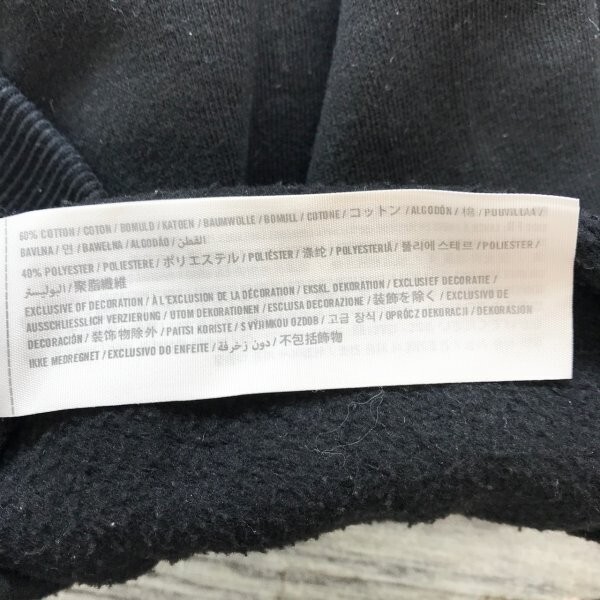 60% COTTON / COTON / BOMULD / KATOEN / BAUMWOLLE / BOMULL / COTONE / コットン / ALGODÓN / 棉 / PUUVILLA /
BAVLNA / 면 / BAWEŁNA / ALGODÃO / القطن
40% POLYESTER / POLIESTERE / ポリエステル / POLIÉSTER / 涤纶 / POLYESTERIÄ / 폴리에스테르 / POLIESTER /
البوليستر / 聚脂纖維
EXCLUSIVE OF DECORATION / À L'EXCLUSION DE LA DÉCORATION / EKSKL. DEKORATION / EXCLUSIEF DECORATIE /
AUSSCHLIESSLICH VERZIERUNG / UTOM DEKORATIONEN / ESCLUSA DECORAZIONE / 装飾を除く / EXCLUSIVO DE
DECORACIÓN / 装饰物除外 / PAITSI KORISTE / S VÝJIMKOU OZDOB / 고급 장식 / OPRÓCZ DEKORACJI / DEKORASJON
IKKE MEDREGNET / EXCLUSIVO DO ENFEITE / دون زخرفة / 不包括飾物